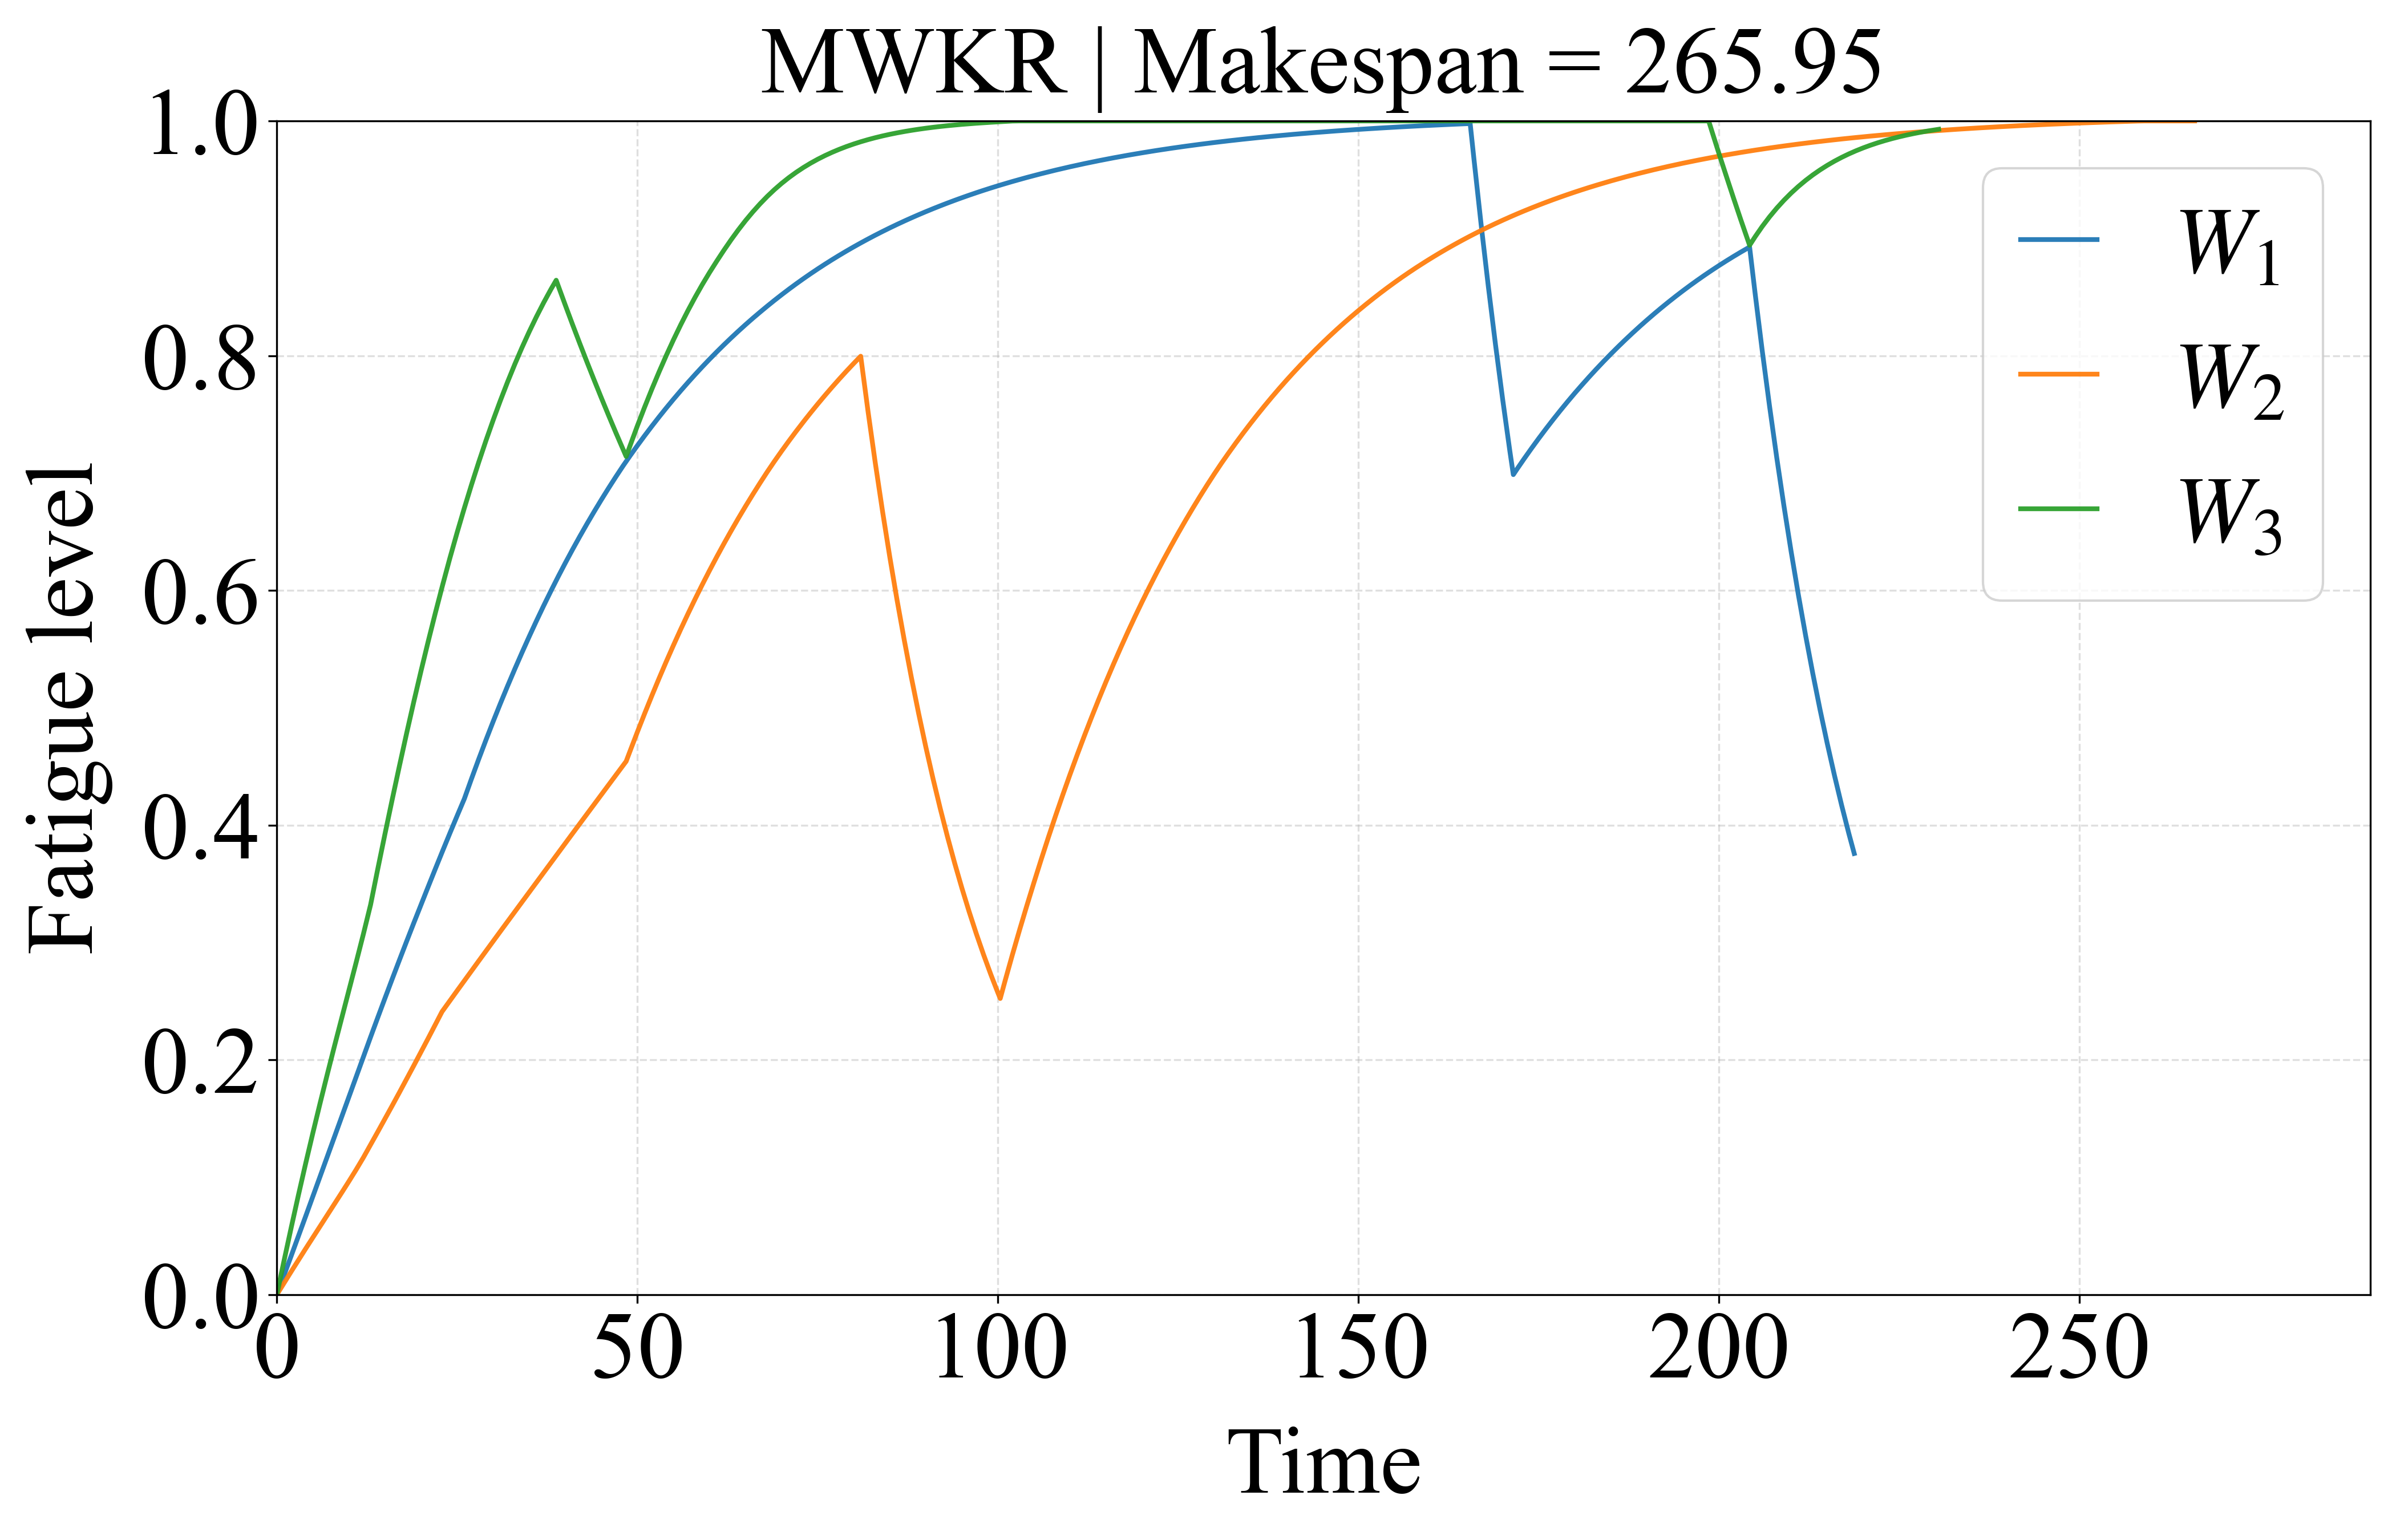 MWKR | Makespan = 265.95
Fatigue level
1.0
0.8
0.6
0.4
0.2
0.0
0 50 100 150 200 250
Time
W₁
W₂
W₃